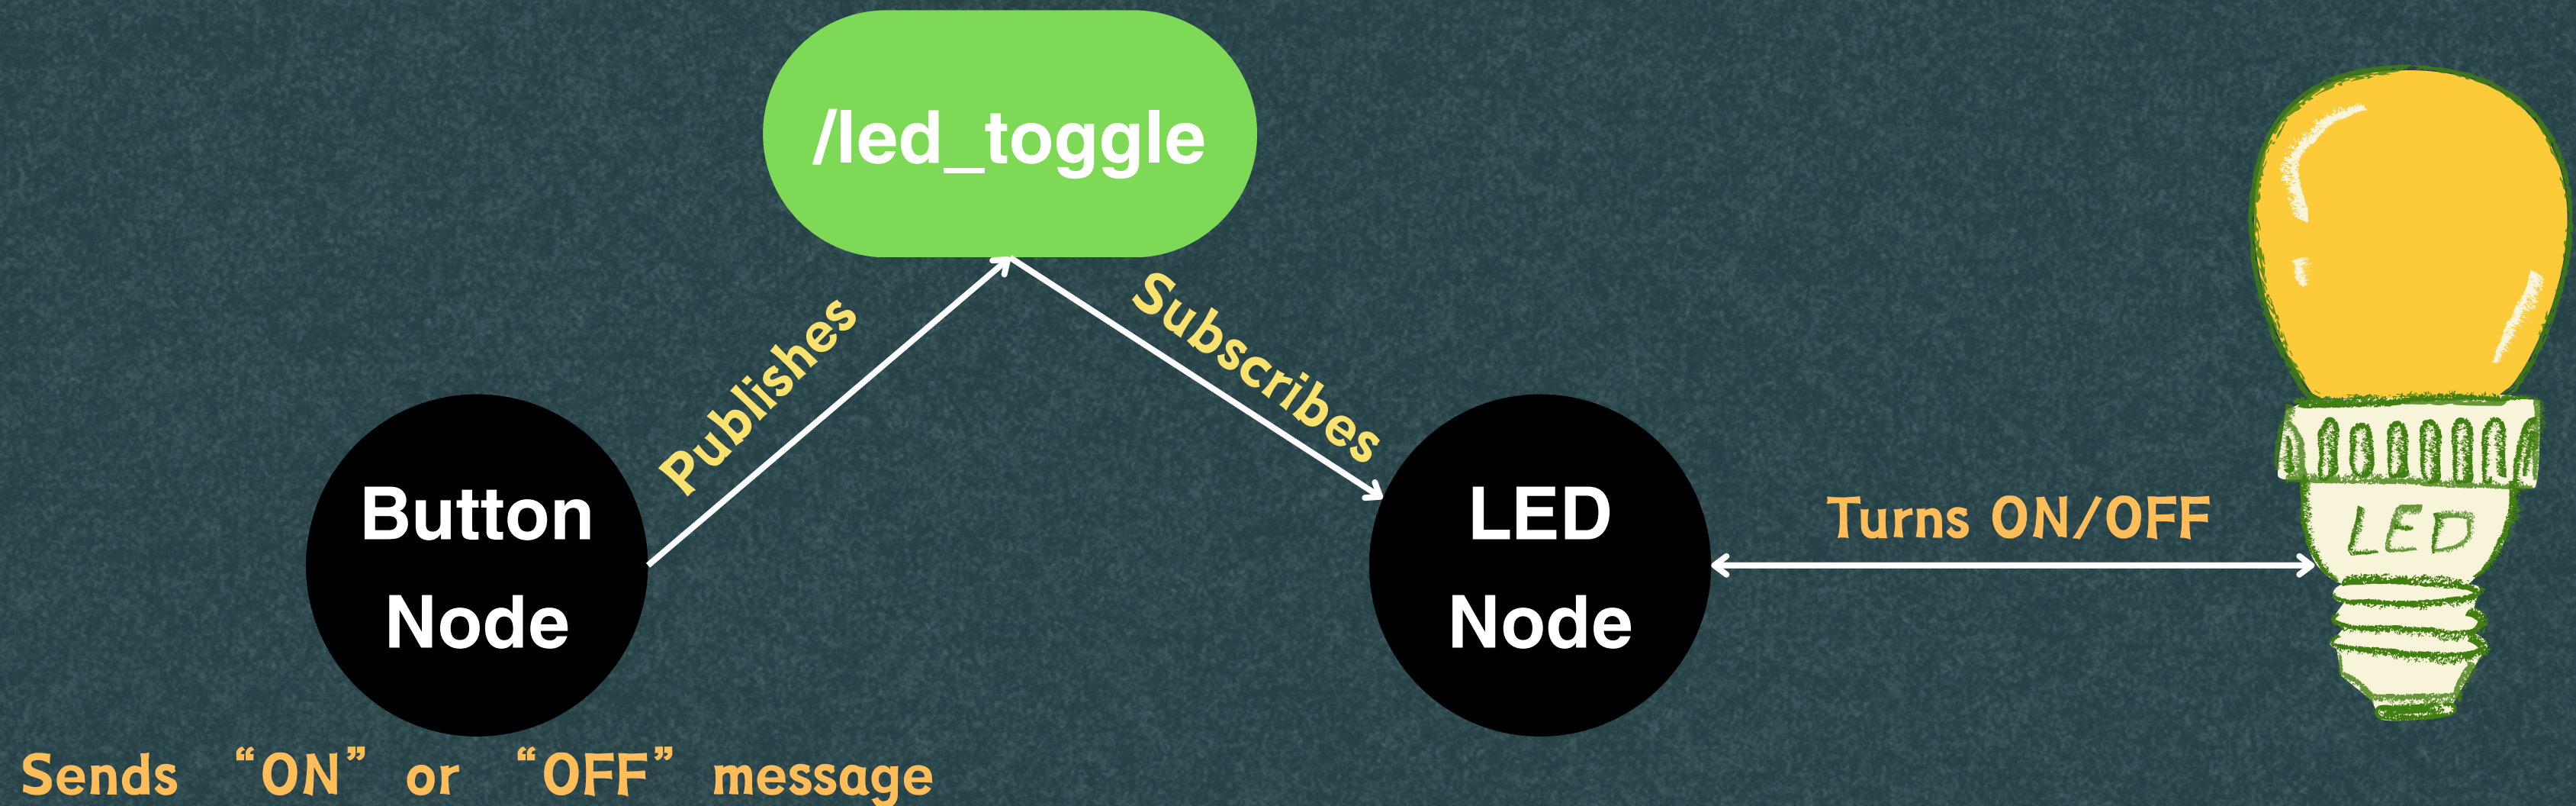 /led_toggle
Publishes
Subscribes
Button
Node
LED
Node
Turns ON/OFF
LED
Sends “ON” or “OFF” message